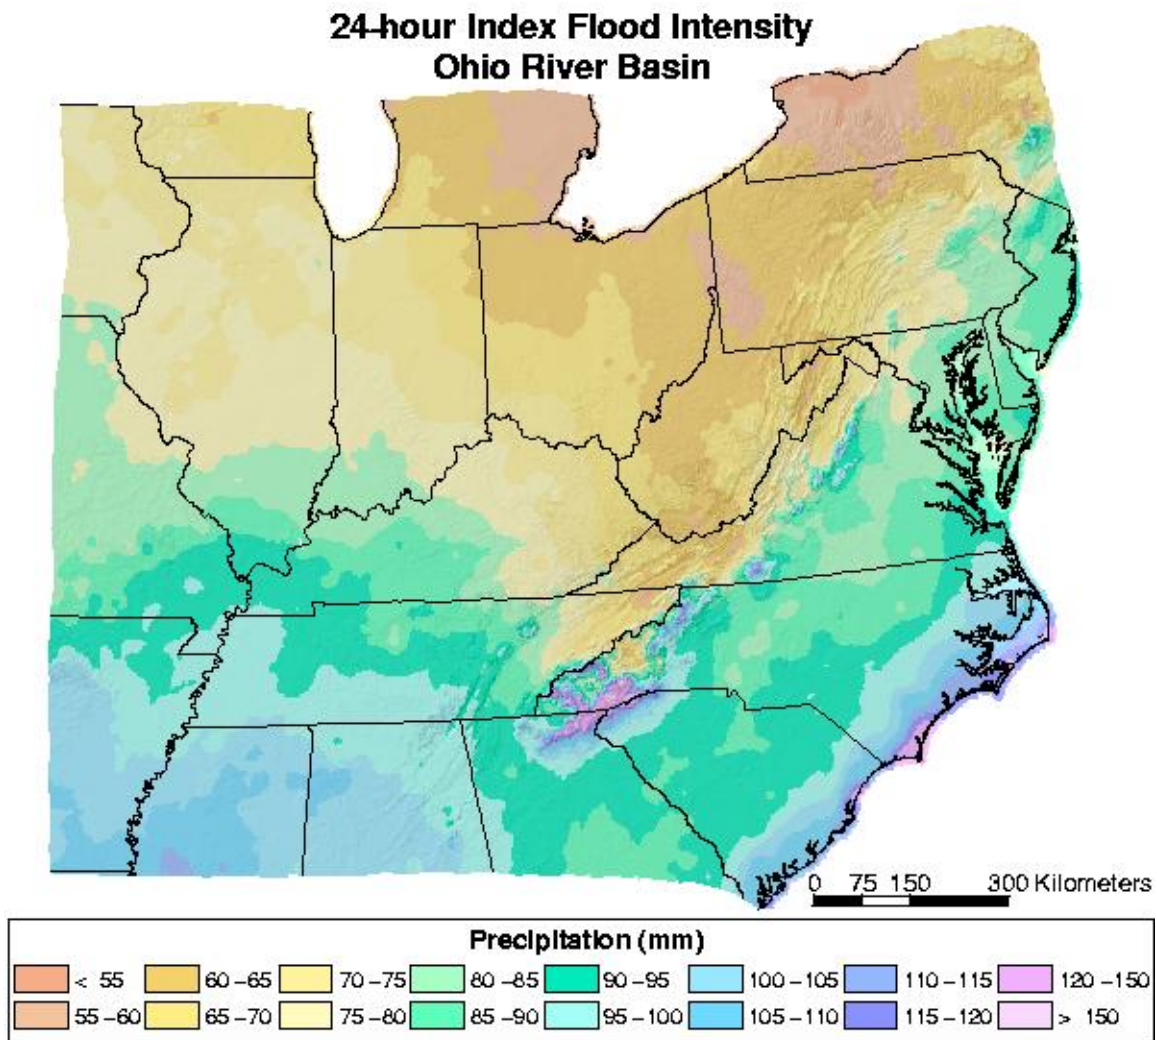 24-hour Index Flood Intensity
Ohio River Basin
0 75 150 300 Kilometers
Precipitation (mm)
< 55 60-65 70-75 80-85 90-95 100-105 110-115 120-150
55-60 65-70 75-80 85-90 95-100 105-110 115-120 > 150